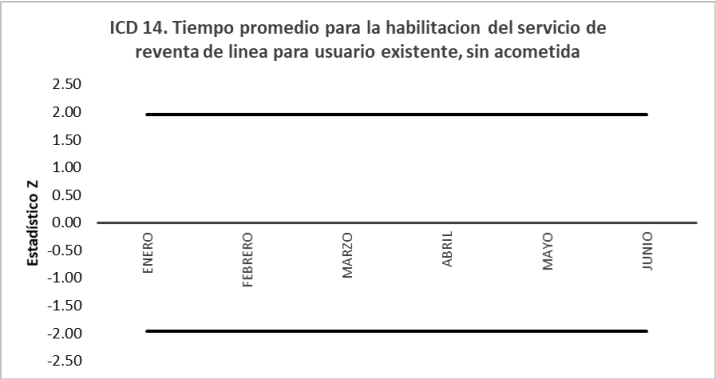 ICD 14. Tiempo promedio para la habilitacion del servicio de
reventa de linea para usuario existente, sin acometida
Estadístico Z
2.50
2.00
1.50
1.00
0.50
0.00
-0.50
-1.00
-1.50
-2.00
-2.50
ENERO
FEBRERO
MARZO
ABRIL
MAYO
JUNIO